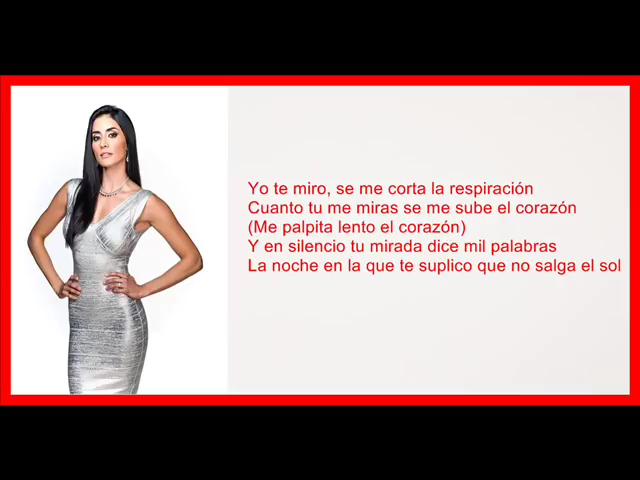 Yo te miro, se me corta la respiración
Cuanto tu me miras se me sube el corazón
(Me palpita lento el corazón)
Y en silencio tu mirada dice mil palabras
La noche en la que te suplico que no salga el sol